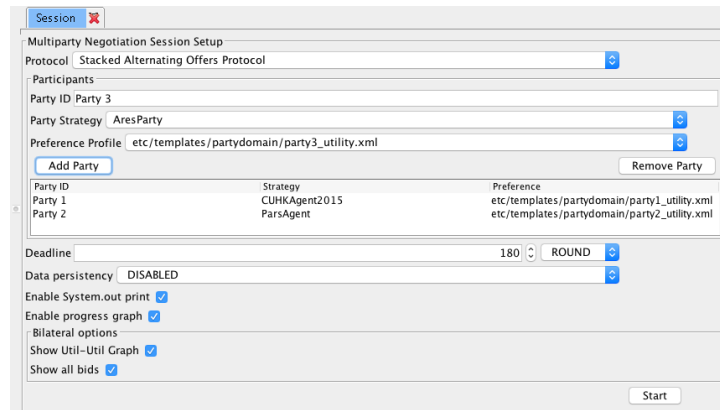 Session
Multiparty Negotiation Session Setup
Protocol Stacked Alternating Offers Protocol
Participants
Party ID Party 3
Party Strategy AresParty
Preference Profile etc/templates/partydomain/party3_utility.xml
Add Party Remove Party
Party ID Strategy Preference
Party 1 CUHKAgent2015 etc/templates/partydomain/party1_utility.xml
Party 2 ParsAgent etc/templates/partydomain/party2_utility.xml
Deadline 180 ROUND
Data persistency DISABLED
Enable System.out print
Enable progress graph
Bilateral options
Show Util-Util Graph
Show all bids
Start